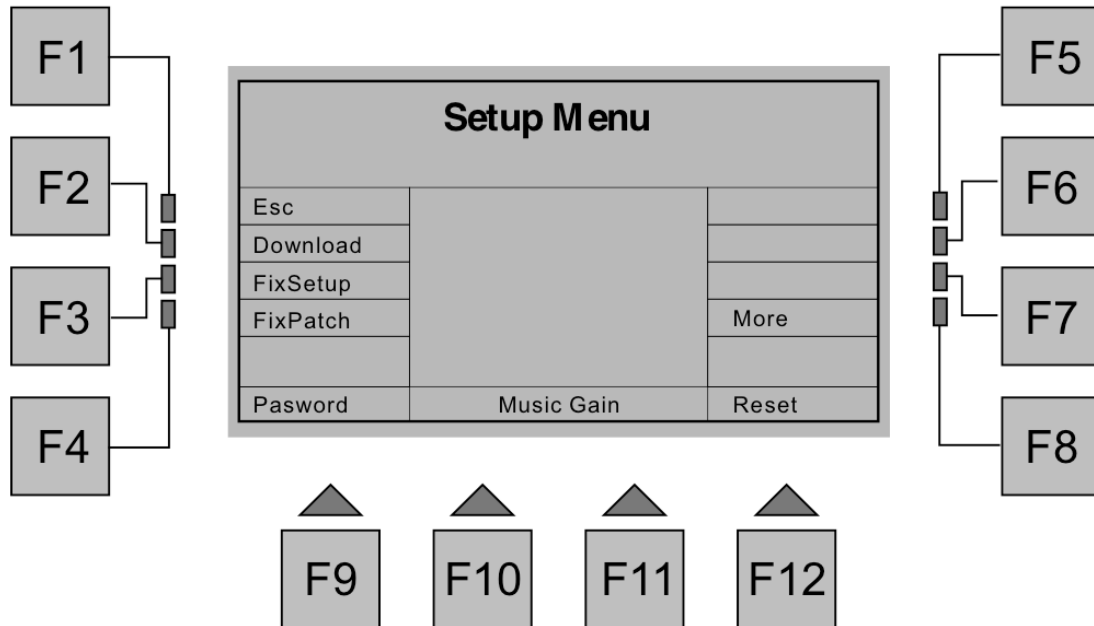 F1
F5
Setup Menu
F2
F6
Esc
Download
FixSetup
F3
FixPatch
More
F7
Pasword
Music Gain
Reset
F4
F8
F9
F10
F11
F12